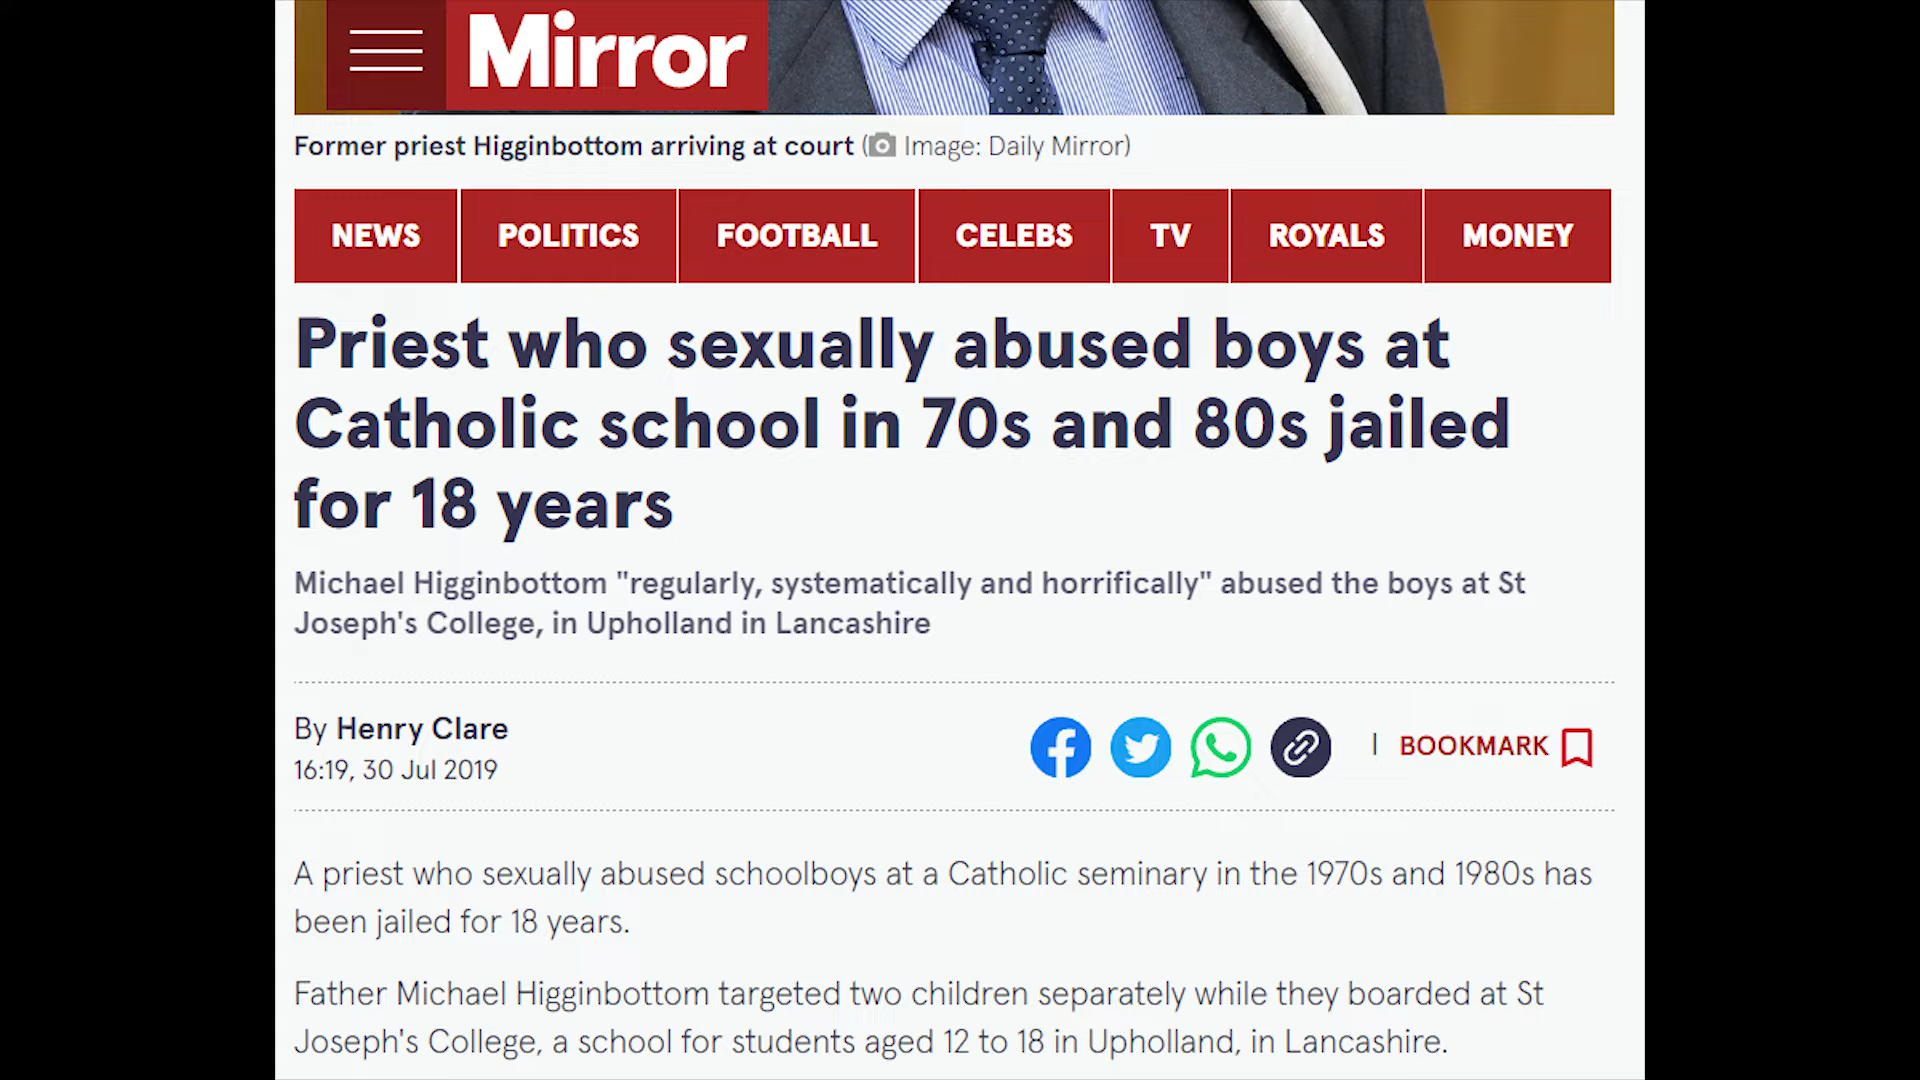 Mirror
Former priest Higginbottom arriving at court (Image: Daily Mirror)
NEWS POLITICS FOOTBALL CELEBS TV ROYALS MONEY
Priest who sexually abused boys at
Catholic school in 70s and 80s jailed
for 18 years
Michael Higginbottom "regularly, systematically and horrifically" abused the boys at St
Joseph's College, in Upholland in Lancashire
By Henry Clare
| BOOKMARK
16:19, 30 Jul 2019
A priest who sexually abused schoolboys at a Catholic seminary in the 1970s and 1980s has
been jailed for 18 years.
Father Michael Higginbottom targeted two children separately while they boarded at St
Joseph's College, a school for students aged 12 to 18 in Upholland, in Lancashire.